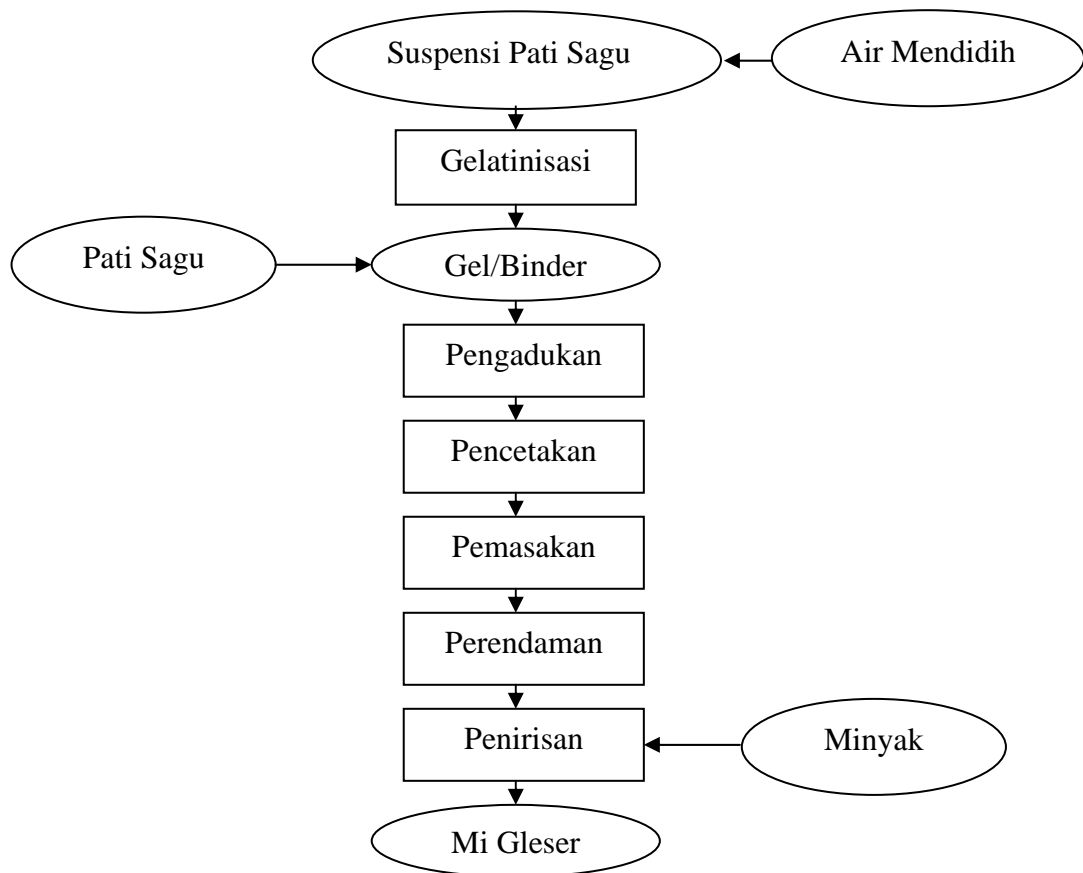 Suspensi Pati Sagu
Air Mendidih
Gelatinisasi
Pati Sagu
Gel/Binder
Pengadukan
Pencetakan
Pemasakan
Perendaman
Penirisan
Minyak
Mi Gleser